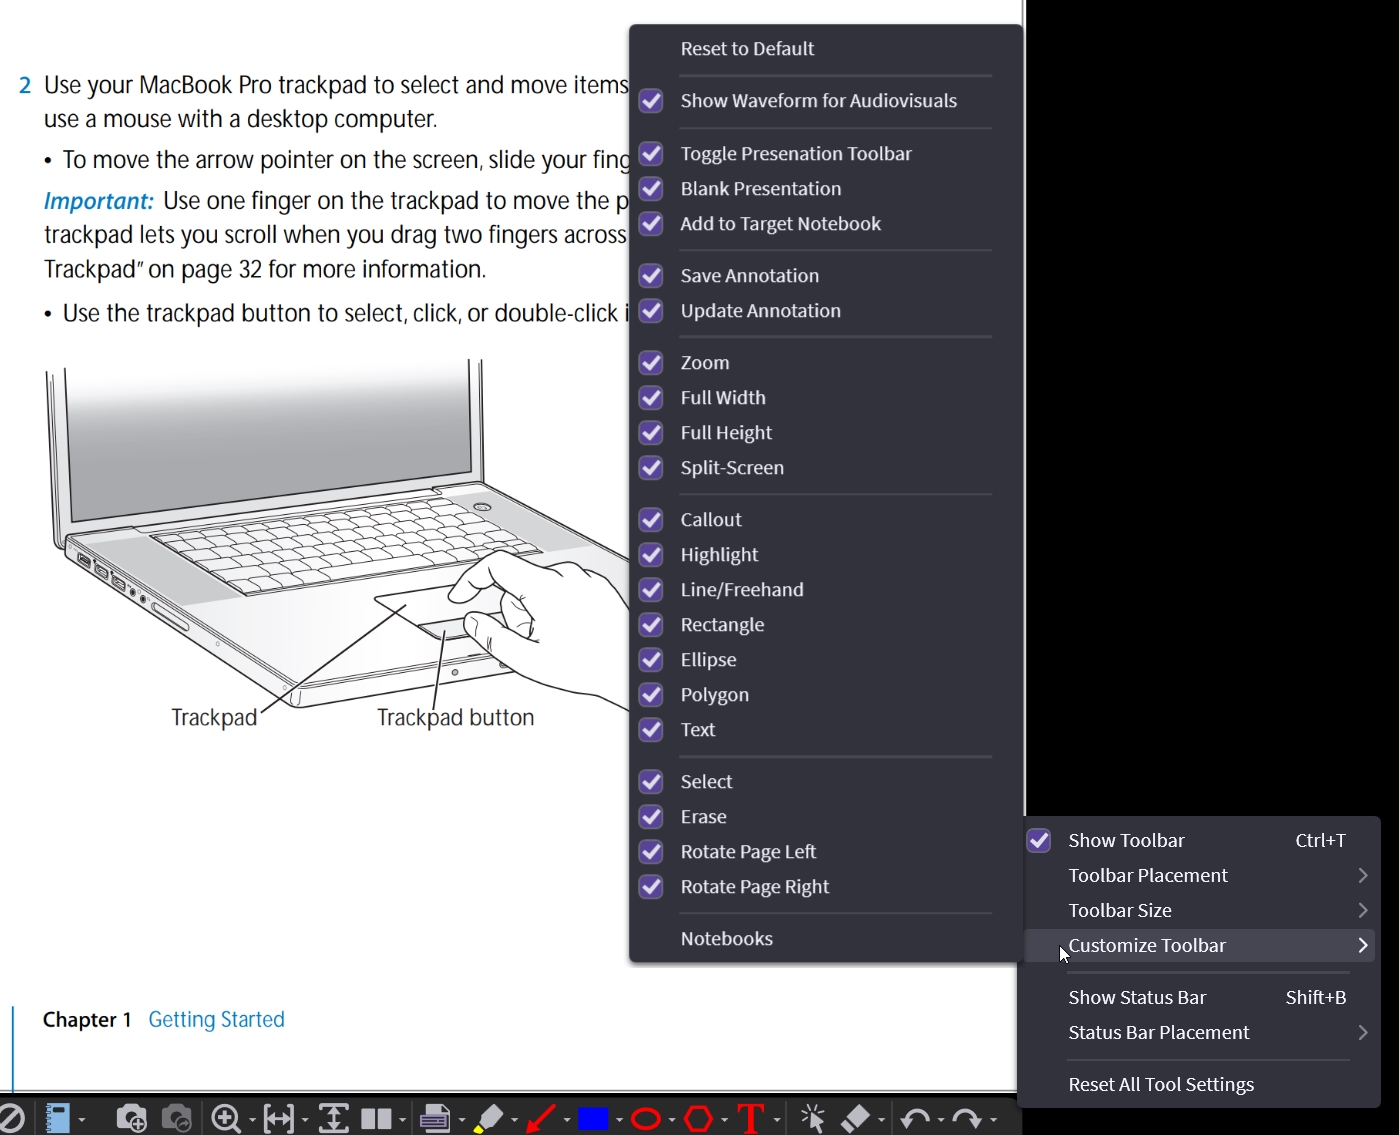 2 Use your MacBook Pro trackpad to select and move items
use a mouse with a desktop computer.
• To move the arrow pointer on the screen, slide your fing
Important: Use one finger on the trackpad to move the p
trackpad lets you scroll when you drag two fingers across
Trackpad” on page 32 for more information.
• Use the trackpad button to select, click, or double-click i
Trackpad
Trackpad button
Chapter 1 Getting Started
Reset to Default
Show Waveform for Audiovisuals
Toggle Presenation Toolbar
Blank Presentation
Add to Target Notebook
Save Annotation
Update Annotation
Zoom
Full Width
Full Height
Split-Screen
Callout
Highlight
Line/Freehand
Rectangle
Ellipse
Polygon
Text
Select
Erase
Rotate Page Left
Rotate Page Right
Notebooks
Show Toolbar Ctrl+T
Toolbar Placement
Toolbar Size
Customize Toolbar
Show Status Bar Shift+B
Status Bar Placement
Reset All Tool Settings
T